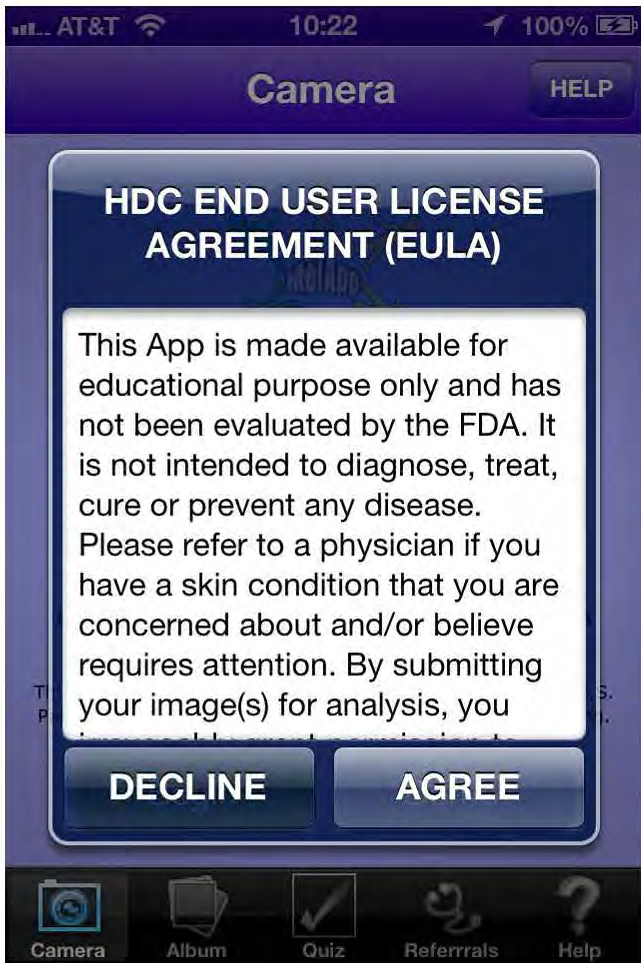 AT&T 10:22 100%
Camera HELP
HDC END USER LICENSE
AGREEMENT (EULA)
MelApp
This App is made available for
educational purpose only and has
not been evaluated by the FDA. It
is not intended to diagnose, treat,
cure or prevent any disease.
Please refer to a physician if you
have a skin condition that you are
concerned about and/or believe
requires attention. By submitting
your image(s) for analysis, you
DECLINE AGREE
Camera Album Quiz Referrrals Help